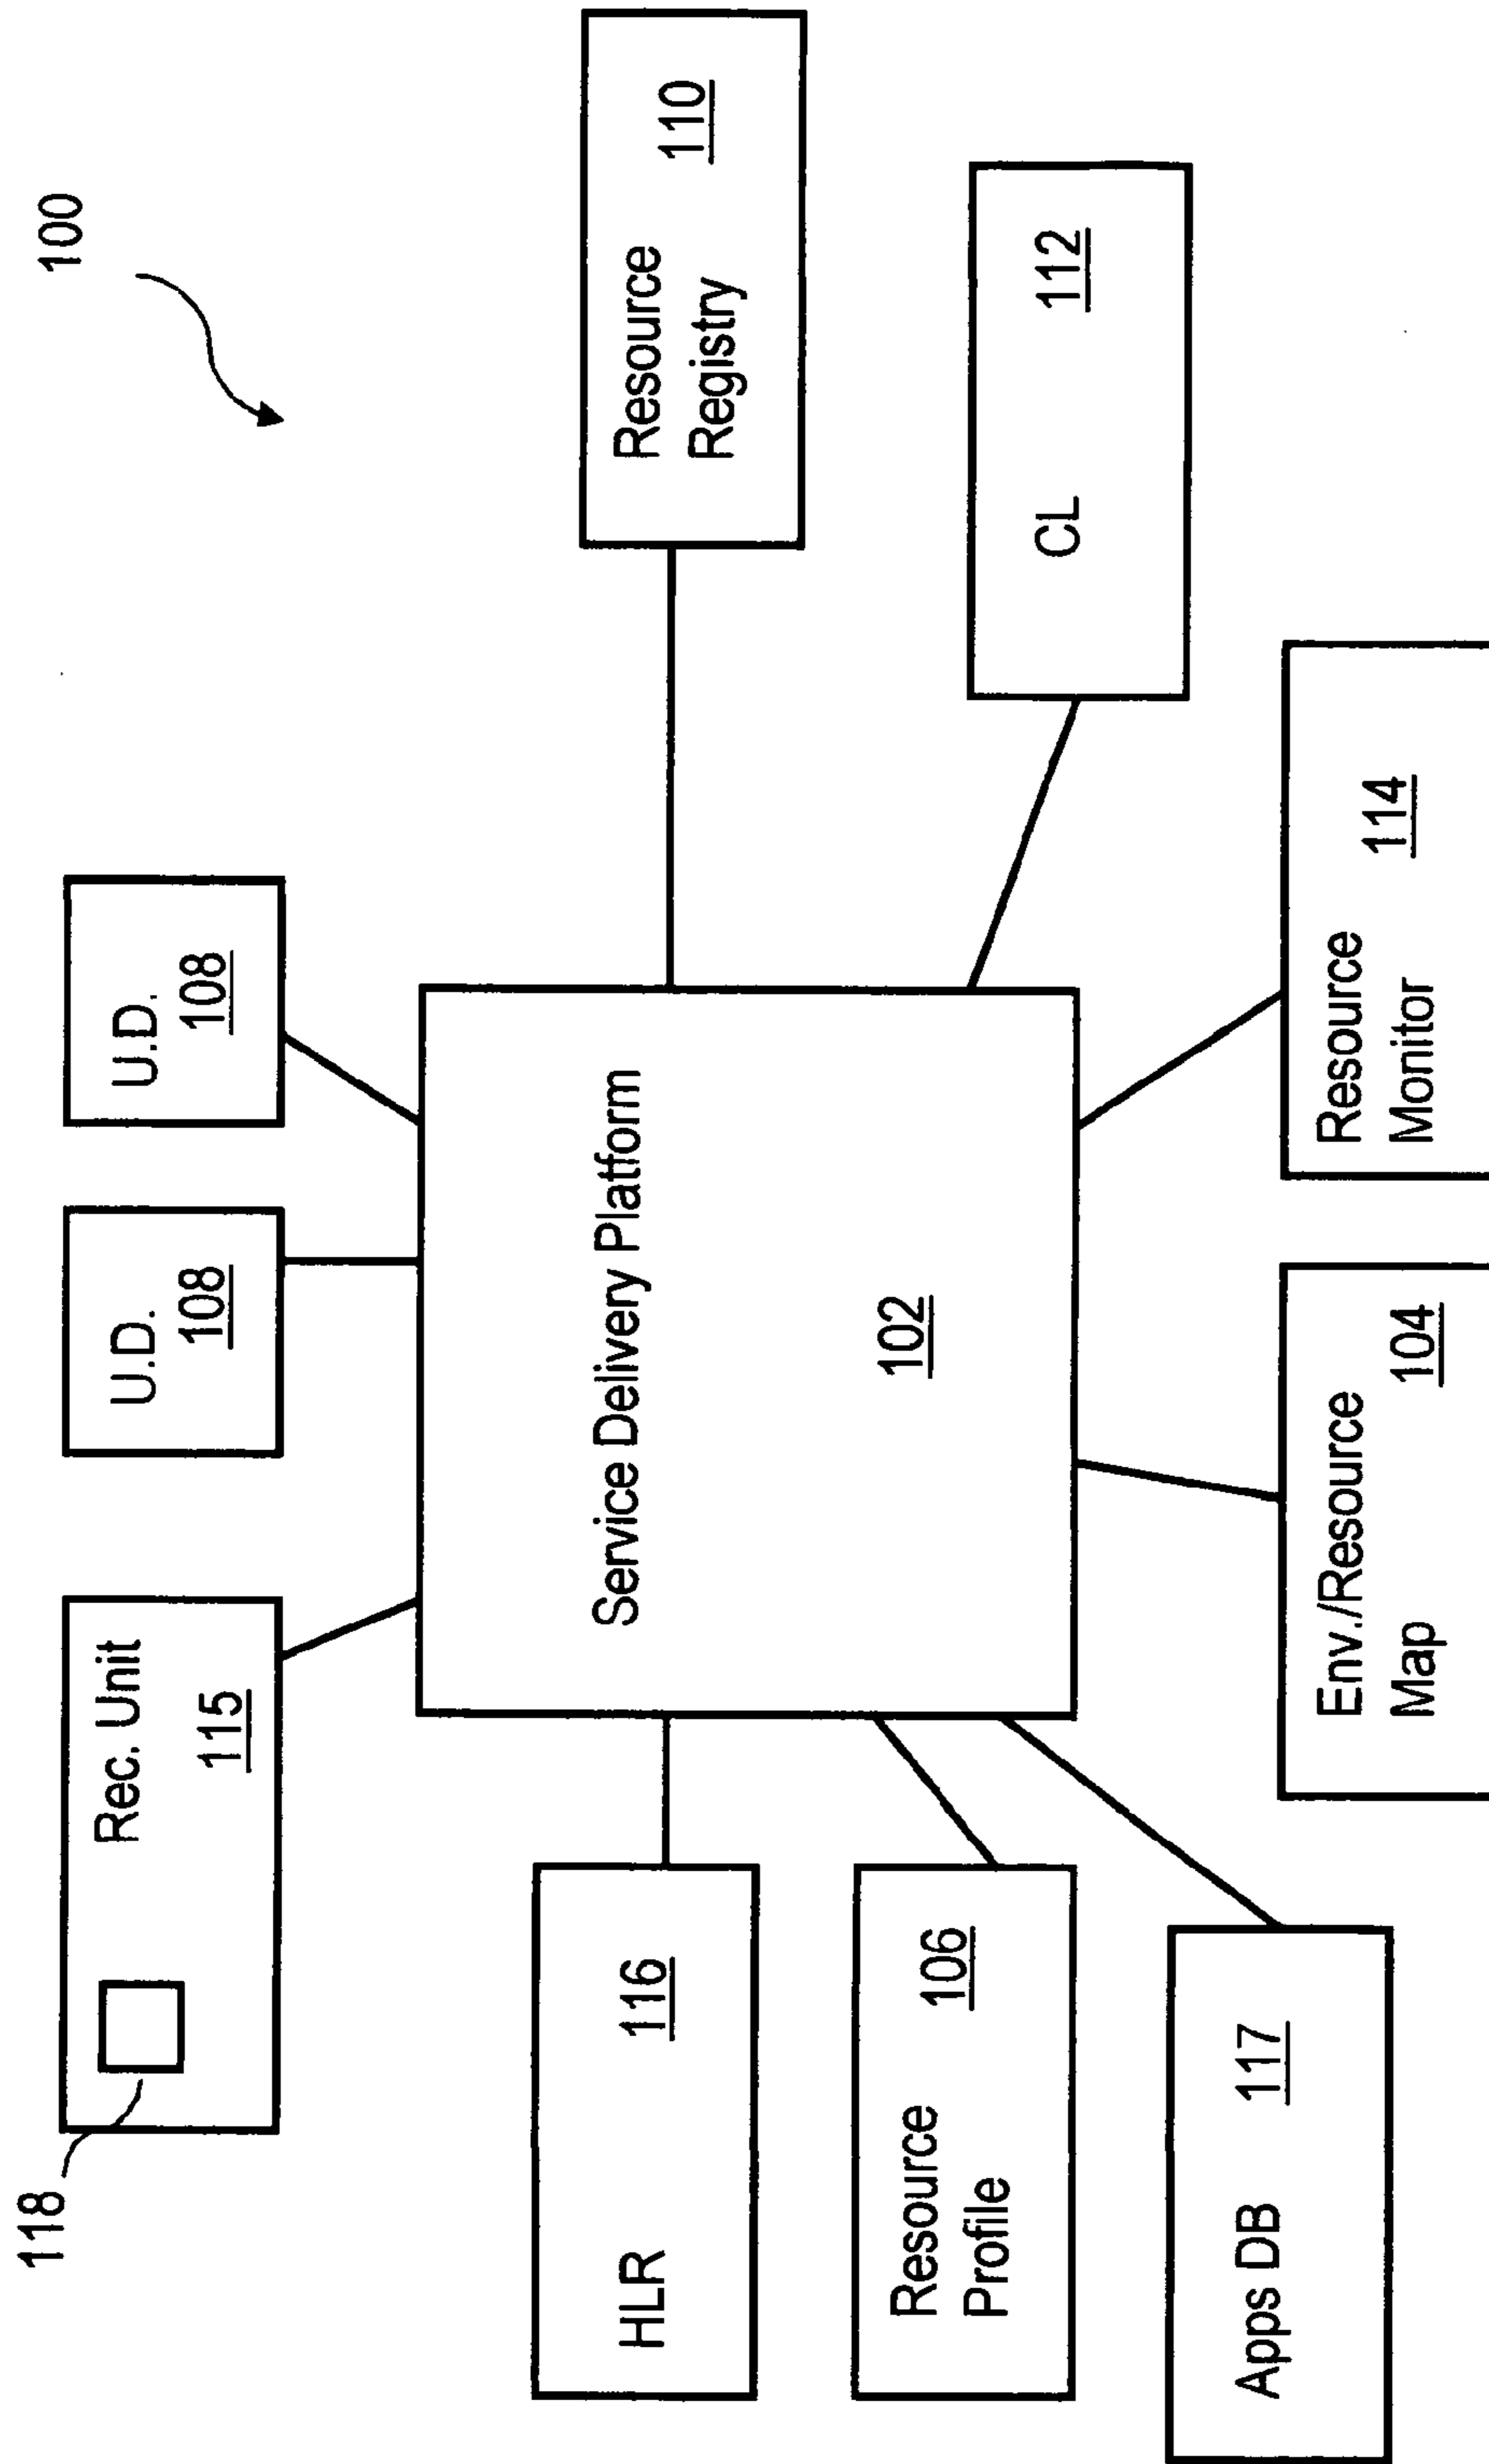 100
118
Rec. Unit
115
U.D.
108
U.D.
108
HLR 116
Service Delivery Platform
102
Resource
Registry 110
Resource
Profile 106
CL 112
Apps DB 117
Env./Resource
Map 104
Resource
Monitor 114